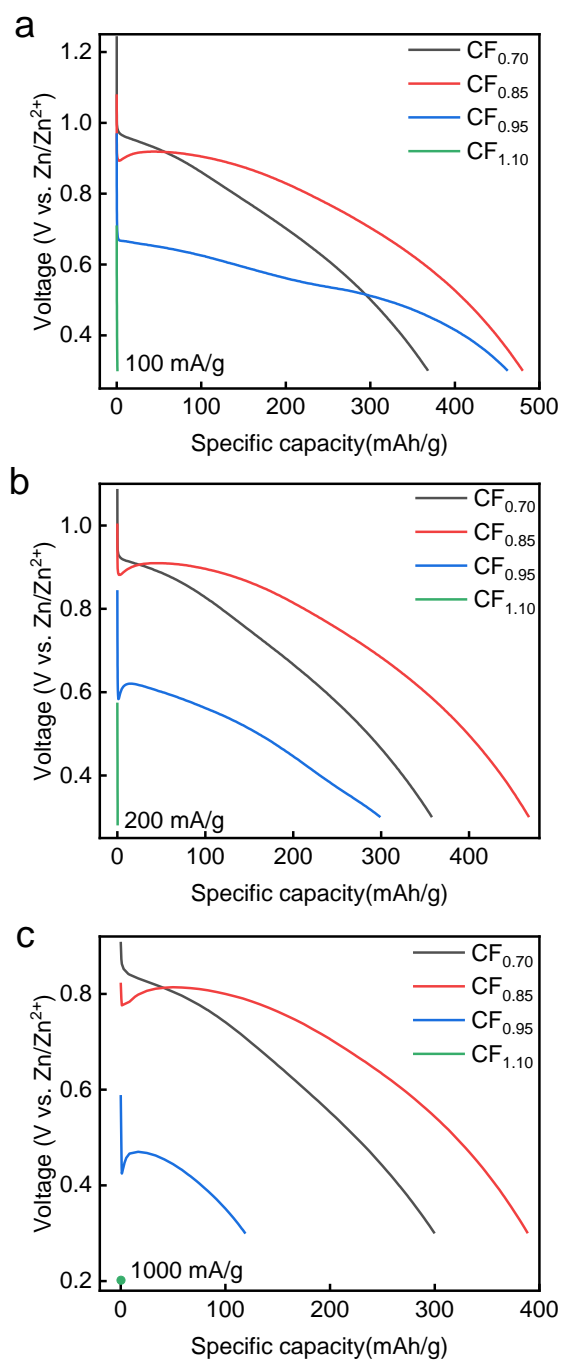 a
CF₀.₇₀
CF₀.₈₅
CF₀.₉₅
CF₁.₁₀
1.2
1.0
0.8
0.6
0.4
Voltage (V vs. Zn/Zn²⁺)
100 mA/g
0 100 200 300 400 500
Specific capacity(mAh/g)
b
CF₀.₇₀
CF₀.₈₅
CF₀.₉₅
CF₁.₁₀
1.0
0.8
0.6
0.4
Voltage (V vs. Zn/Zn²⁺)
200 mA/g
0 100 200 300 400
Specific capacity(mAh/g)
c
CF₀.₇₀
CF₀.₈₅
CF₀.₉₅
CF₁.₁₀
0.8
0.6
0.4
0.2
Voltage (V vs. Zn/Zn²⁺)
1000 mA/g
0 100 200 300 400
Specific capacity(mAh/g)